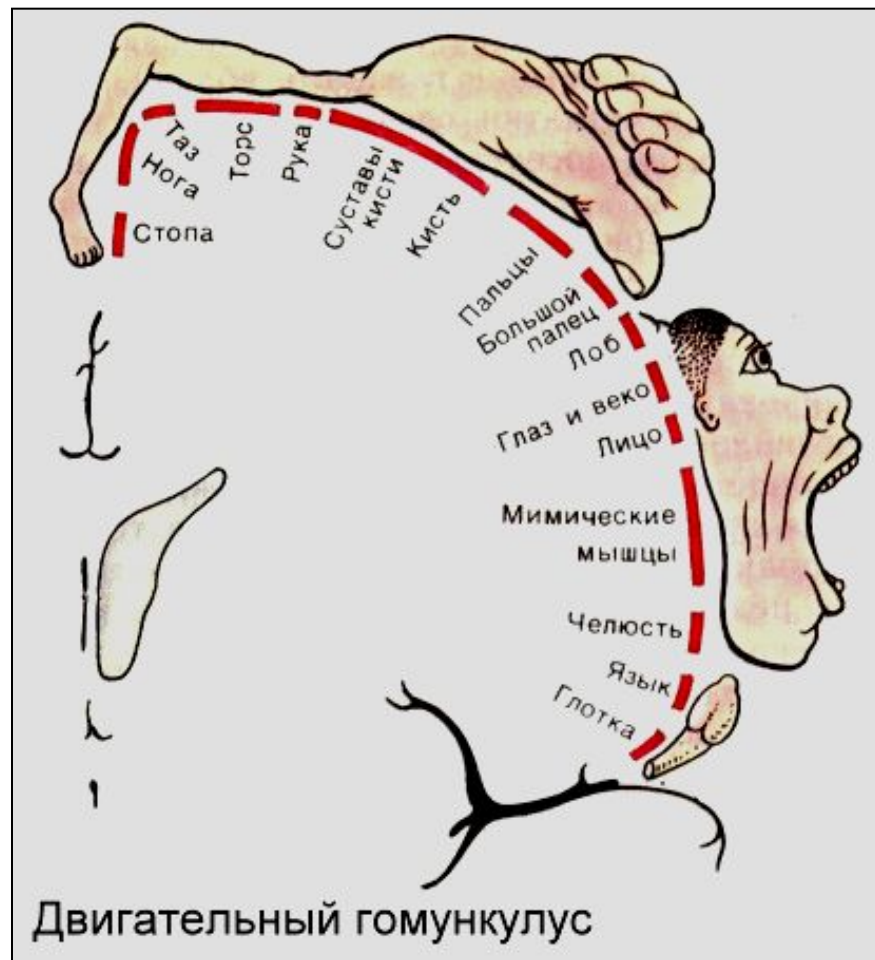 Стопа
Нога
Таз
Торс
Рука
Суставы
кисти
Кисть
Пальцы
Большой
палец
Лоб
Глаз и веко
Лицо
Мимические
мышцы
Челюсть
Язык
Глотка
Двигательный гомункулус